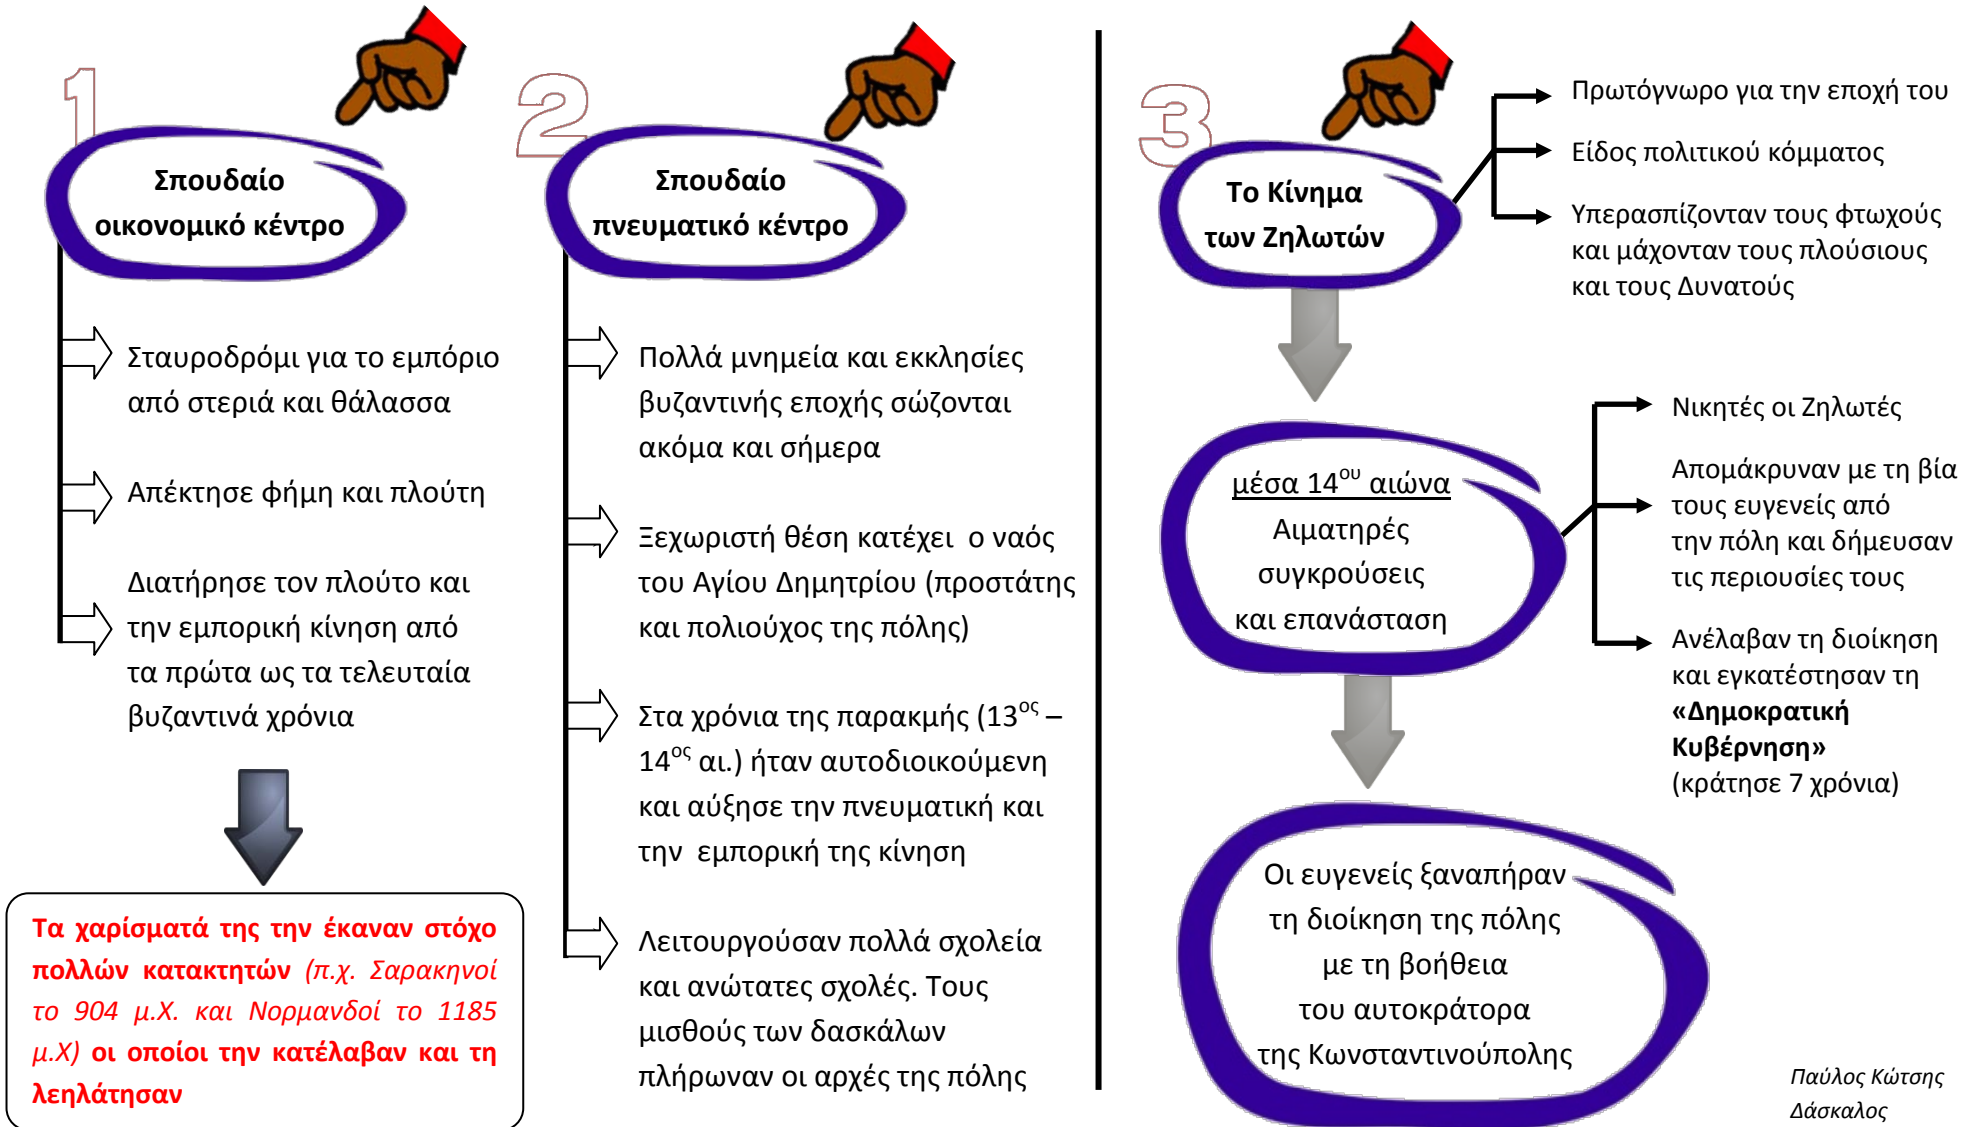 1
Σπουδαίο
οικονομικό κέντρο
Σταυροδρόμι για το εμπόριο
από στεριά και θάλασσα
Απέκτησε φήμη και πλούτη
Διατήρησε τον πλούτο και
την εμπορική κίνηση από
τα πρώτα ως τα τελευταία
βυζαντινά χρόνια
Τα χαρίσματά της την έκαναν στόχο
πολλών κατακτητών (π.χ. Σαρακηνοί
το 904 μ.Χ. και Νορμανδοί το 1185
μ.Χ) οι οποίοι την κατέλαβαν και τη
λεηλάτησαν
2
Σπουδαίο
πνευματικό κέντρο
Πολλά μνημεία και εκκλησίες
βυζαντινής εποχής σώζονται
ακόμα και σήμερα
Ξεχωριστή θέση κατέχει ο ναός
του Αγίου Δημητρίου (προστάτης
και πολιούχος της πόλης)
Στα χρόνια της παρακμής (13ος –
14ος αι.) ήταν αυτοδιοικούμενη
και αύξησε την πνευματική και
την εμπορική της κίνηση
Λειτουργούσαν πολλά σχολεία
και ανώτατες σχολές. Τους
μισθούς των δασκάλων
πλήρωναν οι αρχές της πόλης
3
Το Κίνημα
των Ζηλωτών
Πρωτόγνωρο για την εποχή του
Είδος πολιτικού κόμματος
Υπερασπίζονταν τους φτωχούς
και μάχονταν τους πλούσιους
και τους Δυνατούς
μέσα 14ου αιώνα
Αιματηρές
συγκρούσεις
και επανάσταση
Νικητές οι Ζηλωτές
Απομάκρυναν με τη βία
τους ευγενείς από
την πόλη και δήμευσαν
τις περιουσίες τους
Ανέλαβαν τη διοίκηση
και εγκατέστησαν τη
«Δημοκρατική
Κυβέρνηση»
(κράτησε 7 χρόνια)
Οι ευγενείς ξαναπήραν
τη διοίκηση της πόλης
με τη βοήθεια
του αυτοκράτορα
της Κωνσταντινούπολης
Παύλος Κώτσης
Δάσκαλος